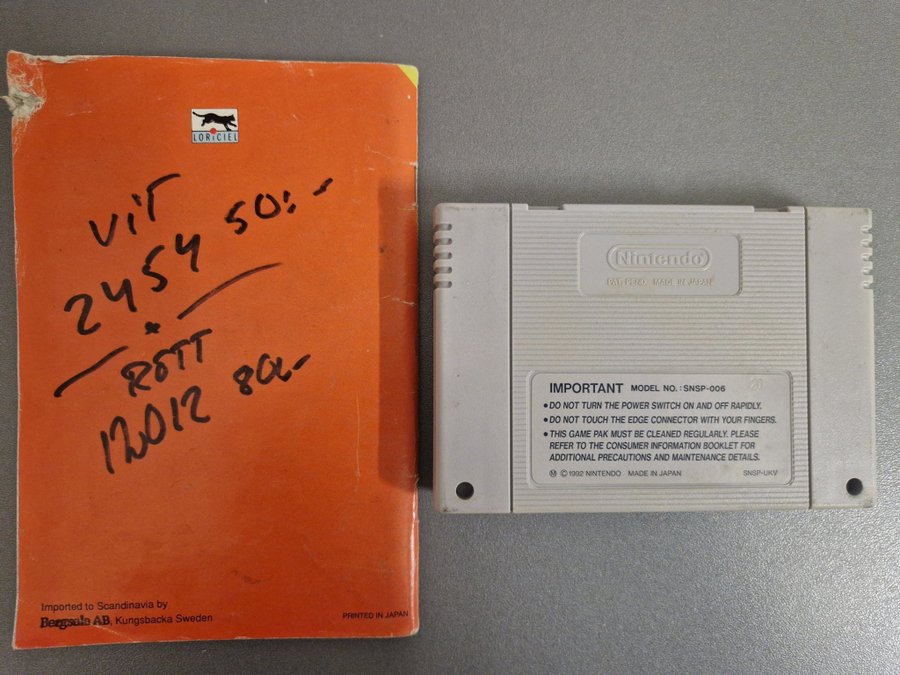 LORICIEL
VIT
2454 50:-
*
RÖTT
12012 80:-
Imported to Scandinavia by
Bergsala AB, Kungsbacka Sweden
PRINTED IN JAPAN
Nintendo
PAT. PEND. MADE IN JAPAN
IMPORTANT MODEL NO.: SNSP-006
20
• DO NOT TURN THE POWER SWITCH ON AND OFF RAPIDLY.
• DO NOT TOUCH THE EDGE CONNECTOR WITH YOUR FINGERS.
• THIS GAME PAK MUST BE CLEANED REGULARLY. PLEASE
REFER TO THE CONSUMER INFORMATION BOOKLET FOR
ADDITIONAL PRECAUTIONS AND MAINTENANCE DETAILS.
Ⓜ © 1992 NINTENDO MADE IN JAPAN SNSP-UKV